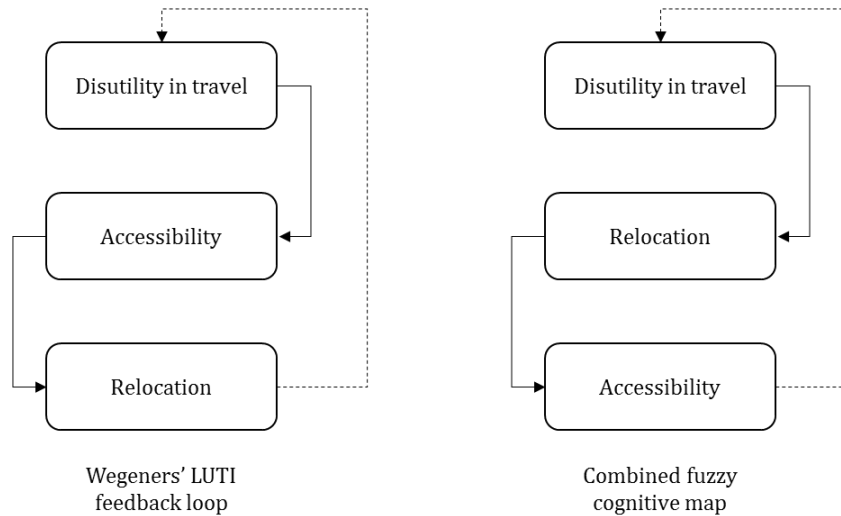 Disutility in travel
Accessibility
Relocation
Wegeners’ LUTI
feedback loop
Disutility in travel
Relocation
Accessibility
Combined fuzzy
cognitive map